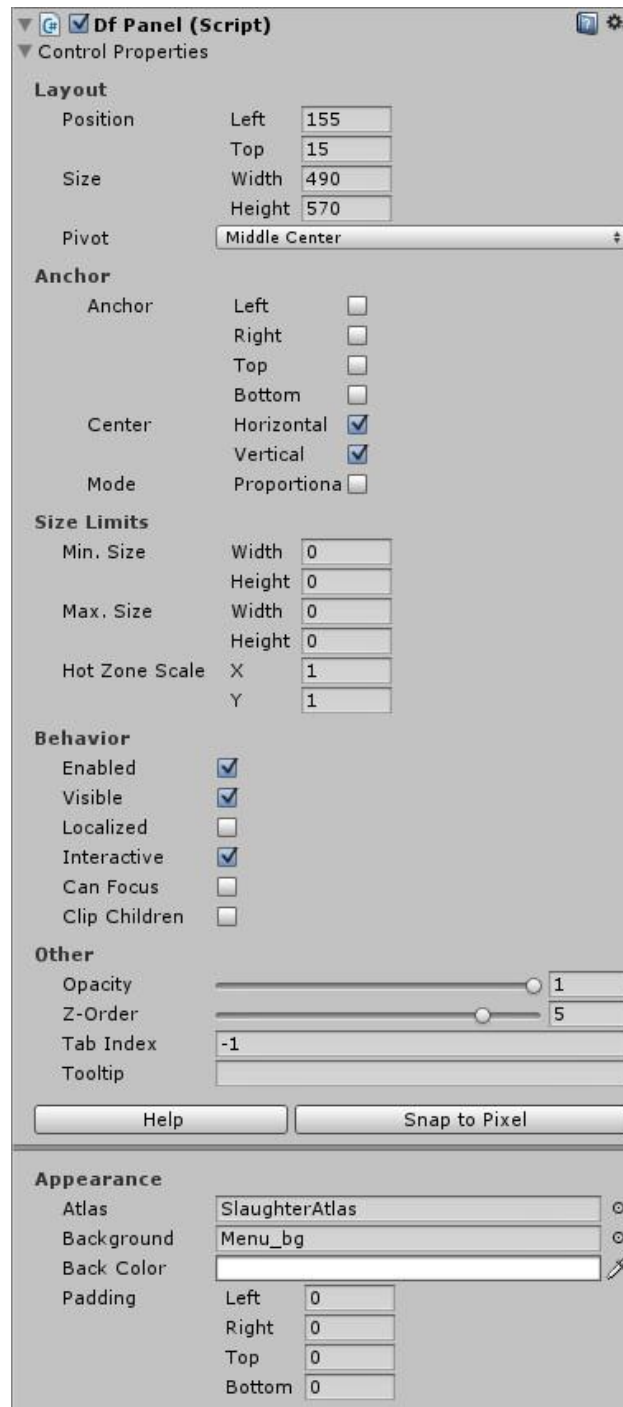 Df Panel (Script)
Control Properties
Layout
Position Left 155
Top 15
Size Width 490
Height 570
Pivot Middle Center
Anchor
Anchor Left
Right
Top
Bottom
Center Horizontal
Vertical
Mode Proportiona
Size Limits
Min. Size Width 0
Height 0
Max. Size Width 0
Height 0
Hot Zone Scale X 1
Y 1
Behavior
Enabled
Visible
Localized
Interactive
Can Focus
Clip Children
Other
Opacity 1
Z-Order 5
Tab Index -1
Tooltip
Help Snap to Pixel
Appearance
Atlas SlaughterAtlas
Background Menu_bg
Back Color
Padding Left 0
Right 0
Top 0
Bottom 0